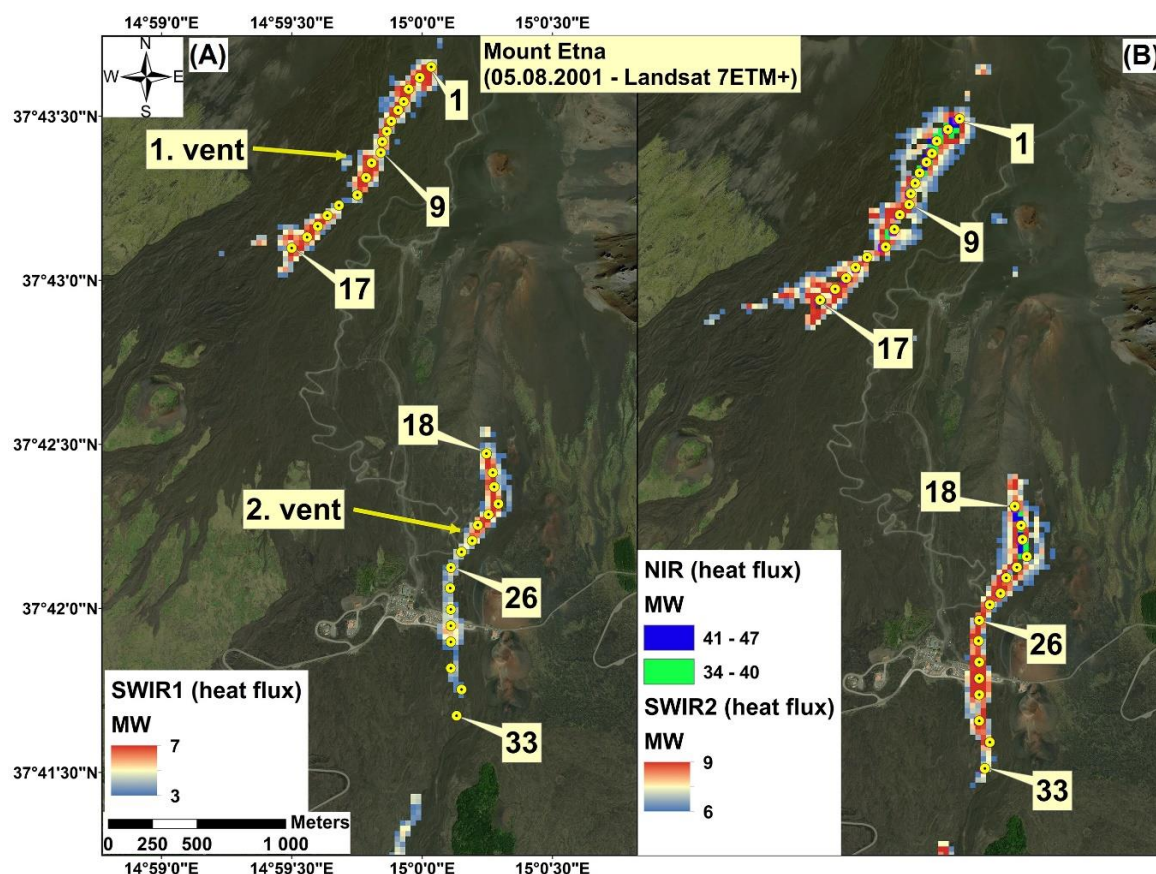 14°59'0"E 14°59'30"E 15°0'0"E 15°0'30"E
N
W E
S
(A)
Mount Etna
(05.08.2001 - Landsat 7ETM+)
(B)
37°43'30"N
37°43'0"N
37°42'30"N
37°42'0"N
37°41'30"N
1
1. vent
9
17
18
2. vent
26
33
SWIR1 (heat flux)
MW
7
3
Meters
0 250 500 1 000
1
9
17
18
26
33
NIR (heat flux)
MW
41 - 47
34 - 40
SWIR2 (heat flux)
MW
9
6
14°59'0"E 14°59'30"E 15°0'0"E 15°0'30"E